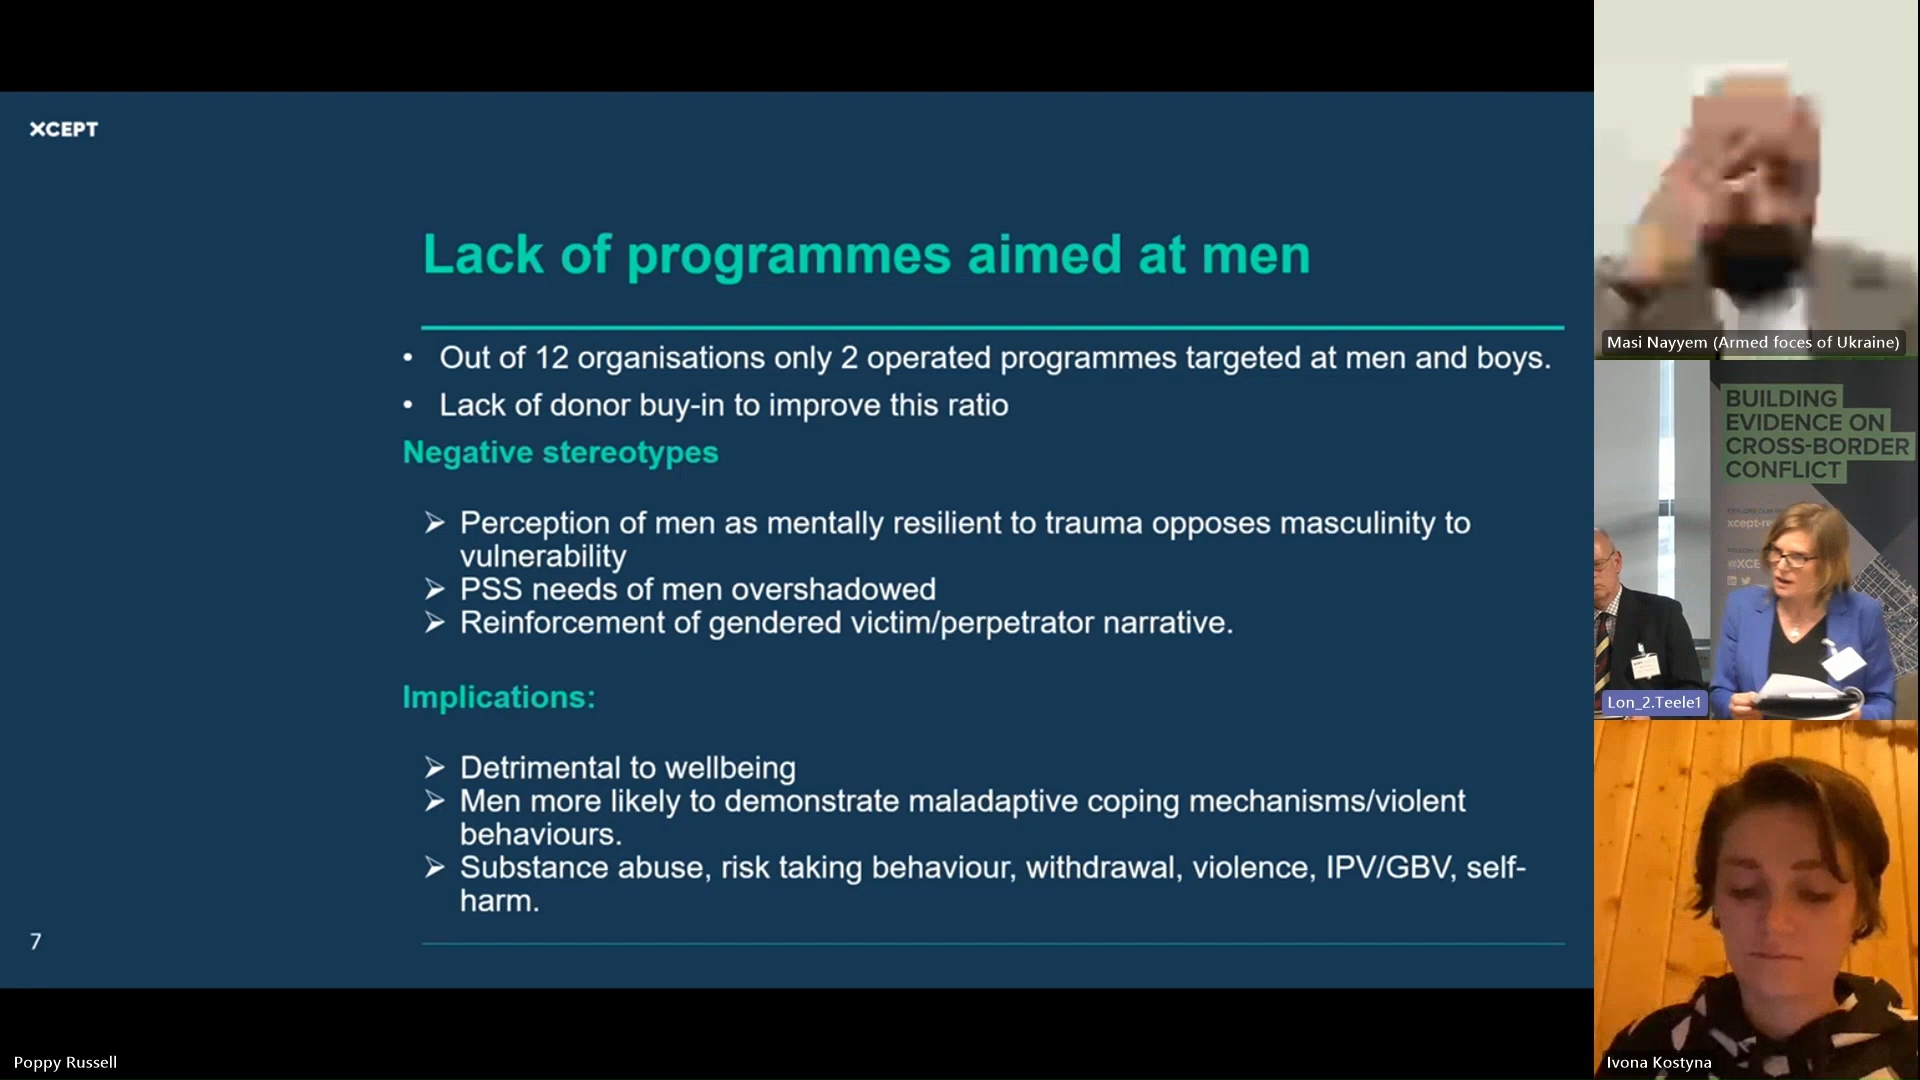 XCEPT
Lack of programmes aimed at men
• Out of 12 organisations only 2 operated programmes targeted at men and boys.
• Lack of donor buy-in to improve this ratio
Negative stereotypes
➢ Perception of men as mentally resilient to trauma opposes masculinity to
vulnerability
➢ PSS needs of men overshadowed
➢ Reinforcement of gendered victim/perpetrator narrative.
Implications:
➢ Detrimental to wellbeing
➢ Men more likely to demonstrate maladaptive coping mechanisms/violent
behaviours.
➢ Substance abuse, risk taking behaviour, withdrawal, violence, IPV/GBV, self-
harm.
7
Poppy Russell
Masi Nayyem (Armed foces of Ukraine)
BUILDING
EVIDENCE ON
CROSS-BORDER
CONFLICT
@XCE
Lon_2.Teele1
Ivona Kostyna